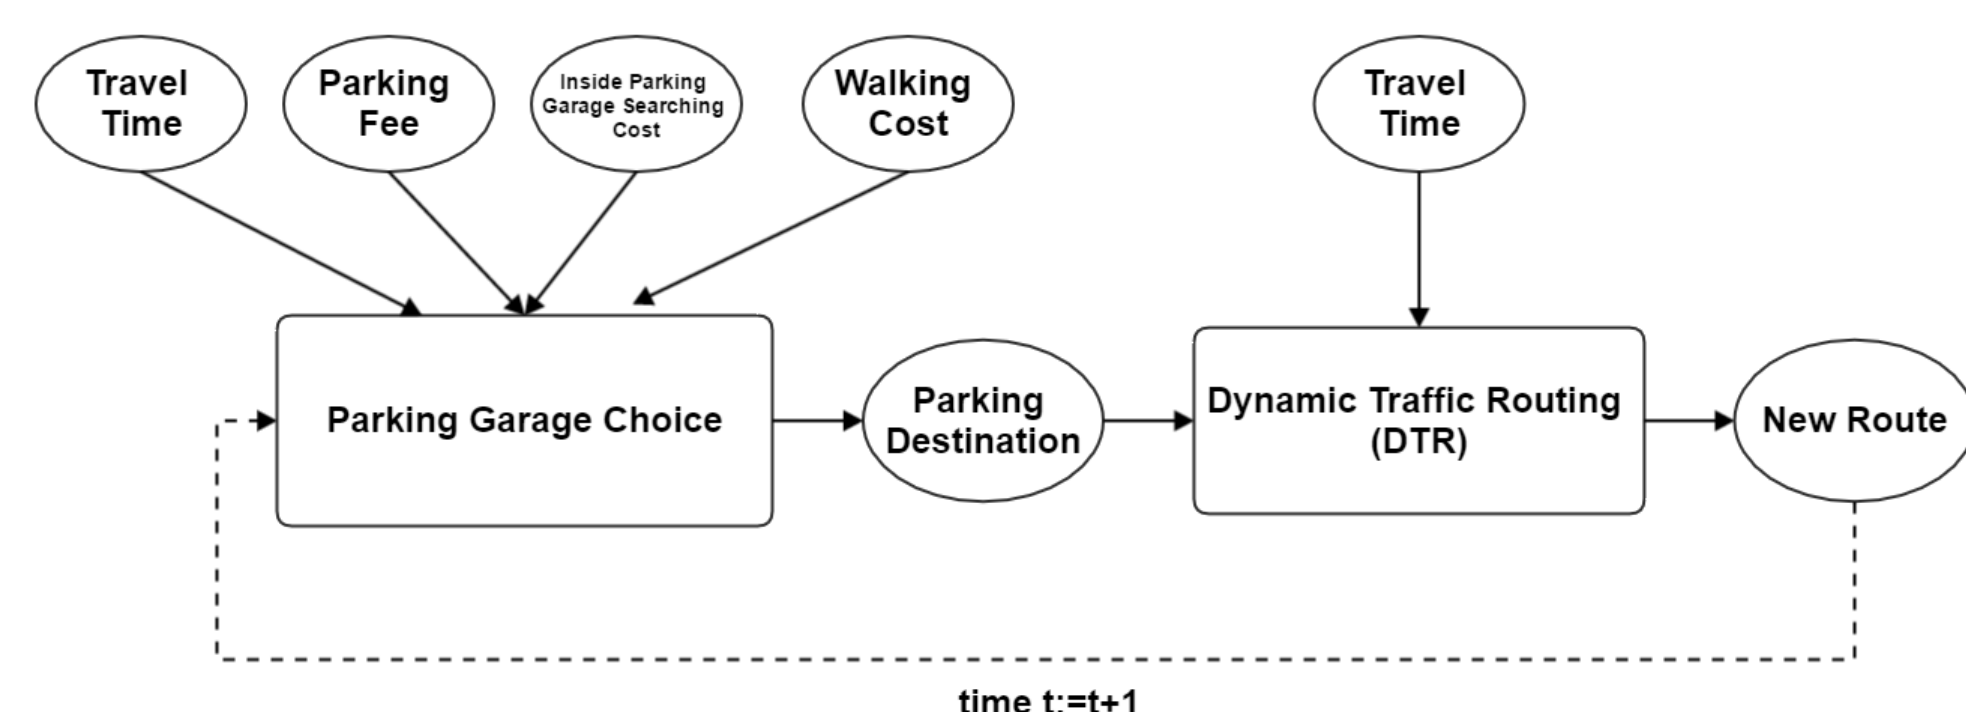 Travel
Time
Parking
Fee
Inside Parking
Garage Searching
Cost
Walking
Cost
Travel
Time
Parking Garage Choice
Parking
Destination
Dynamic Traffic Routing
(DTR)
New Route
time t:=t+1